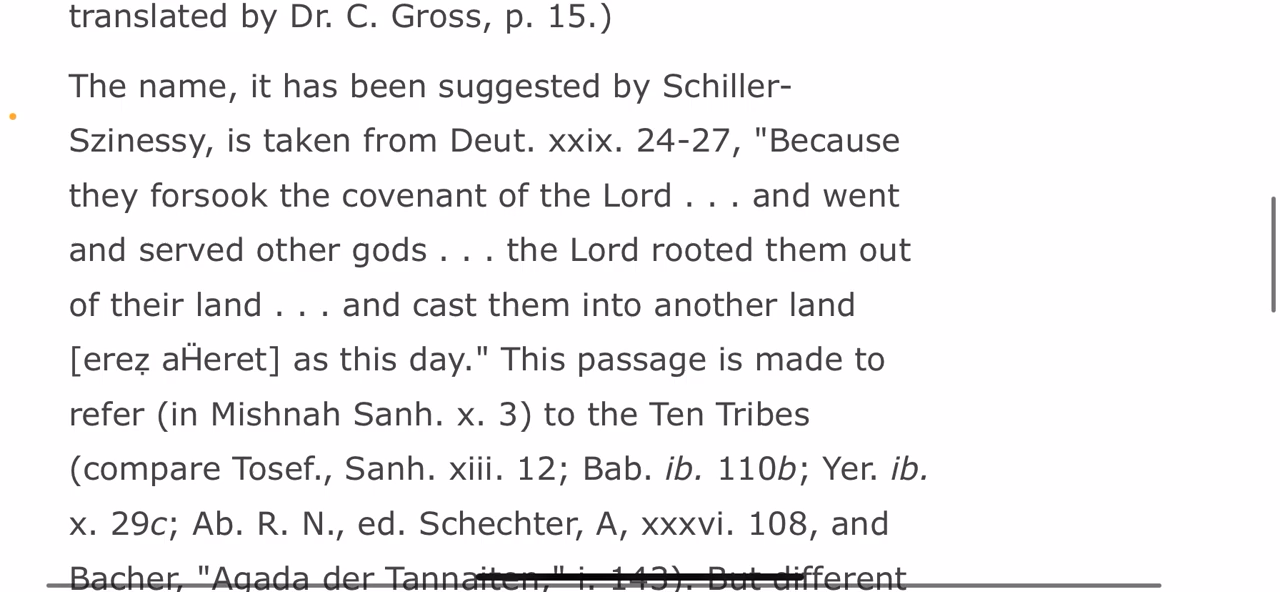 translated by Dr. C. Gross, p. 15.)
The name, it has been suggested by Schiller-
Szinessy, is taken from Deut. xxix. 24-27, "Because
they forsook the covenant of the Lord . . . and went
and served other gods . . . the Lord rooted them out
of their land . . . and cast them into another land
[ereẓ aḦeret] as this day." This passage is made to
refer (in Mishnah Sanh. x. 3) to the Ten Tribes
(compare Tosef., Sanh. xiii. 12; Bab. ib. 110b; Yer. ib.
x. 29c; Ab. R. N., ed. Schechter, A, xxxvi. 108, and
Bacher, "Agada der Tannaiten," i. 143). But different